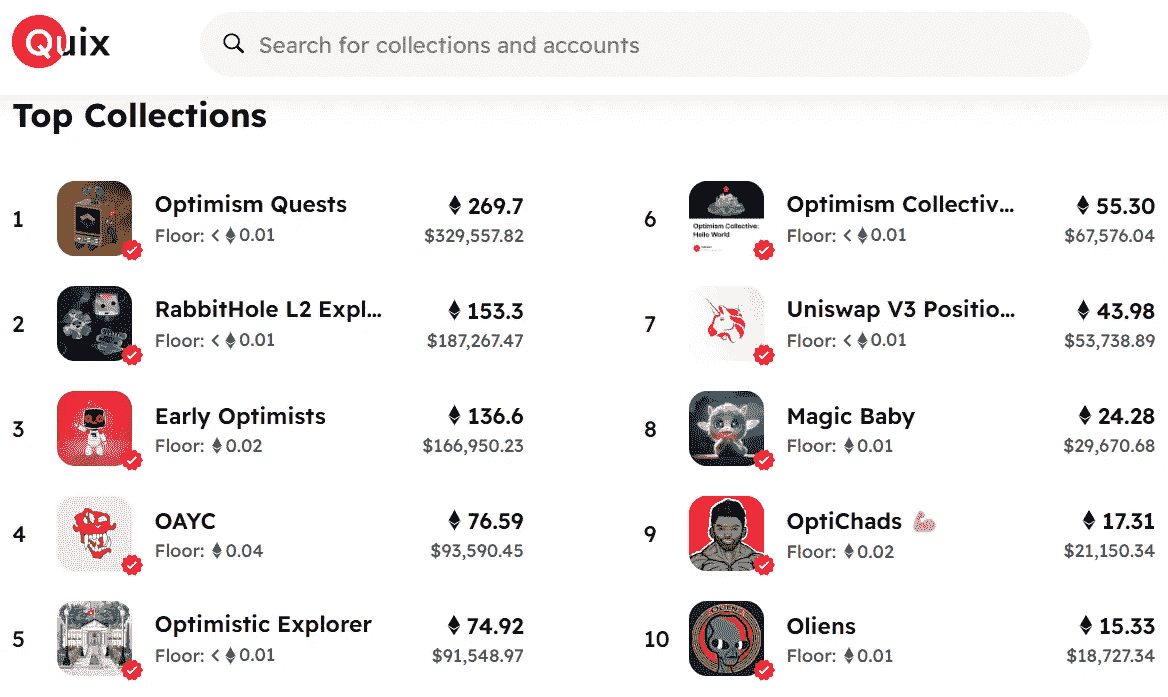 Quix
Search for collections and accounts
Top Collections
1
Optimism Quests
269.7
Floor: < 0.01
$329,557.82
2
RabbitHole L2 Expl...
153.3
Floor: < 0.01
$187,267.47
3
Early Optimists
136.6
Floor: 0.02
$166,950.23
4
OAYC
76.59
Floor: 0.04
$93,590.45
5
Optimistic Explorer
74.92
Floor: < 0.01
$91,548.97
6
Optimism Collective:
Hello World
Optimism Collectiv...
55.30
Floor: < 0.01
$67,576.04
7
Uniswap V3 Positio...
43.98
Floor: < 0.01
$53,738.89
8
Magic Baby
24.28
Floor: 0.01
$29,670.68
9
OptiChads 🦾
17.31
Floor: 0.02
$21,150.34
10
OLIENS
Oliens
15.33
Floor: 0.01
$18,727.34